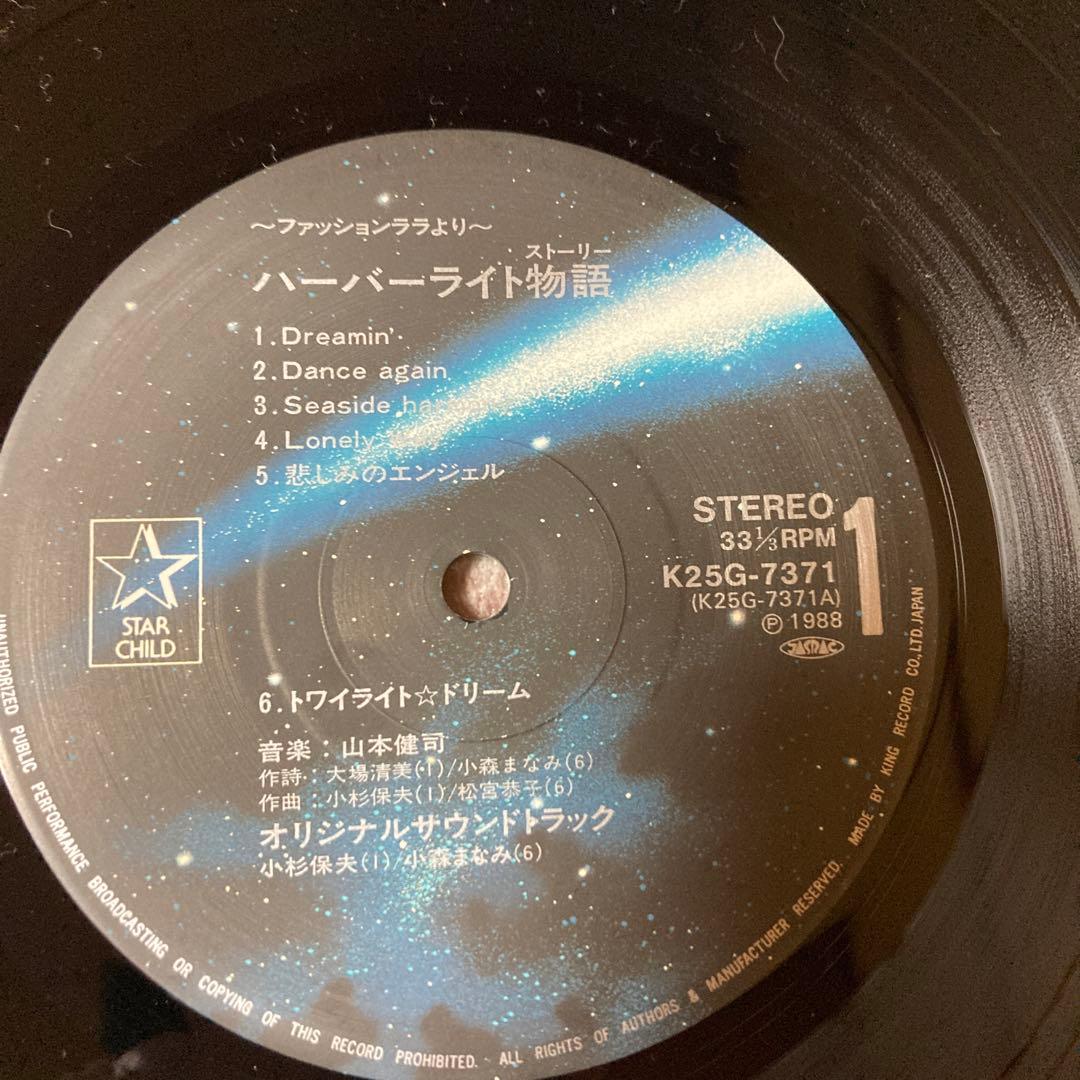 ～ファッションララより～
ストーリー
ハーバーライト物語
1.Dreamin'
2.Dance again
3.Seaside
4.Lonely
5.悲しみのエンジェル
STEREO
33 1/3 RPM
K25G-7371
(K25G-7371A)
Ⓟ 1988
1
JASRAC
STAR
CHILD
6.トワイライト☆ドリーム
音楽：山本健司
作詩：大場清美(1)/小森まなみ(6)
作曲：小杉保夫(1)/松宮恭子(6)
オリジナルサウンドトラック
小杉保夫(1)/小森まなみ(6)
UNAUTHORIZED PUBLIC PERFORMANCE BROADCASTING OR COPYING OF THIS RECORD PROHIBITED. ALL RIGHTS OF AUTHORS & MANUFACTURER RESERVED. MADE BY KING RECORD CO., LTD. JAPAN